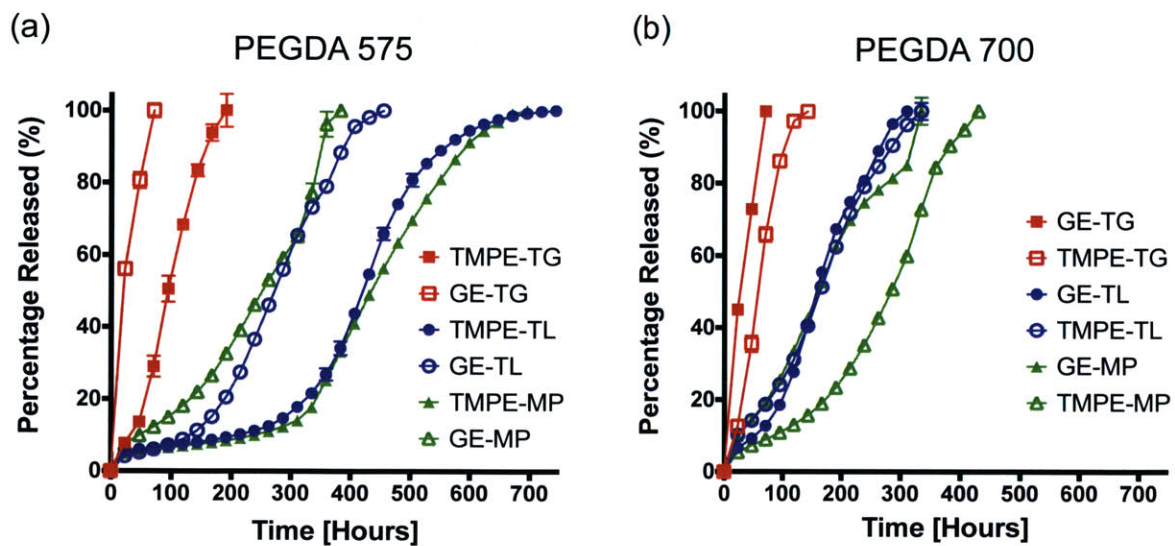 (a)
PEGDA 575
Percentage Released (%)
100
80
60
40
20
0
0 100 200 300 400 500 600 700
Time [Hours]
TMPE-TG
GE-TG
TMPE-TL
GE-TL
TMPE-MP
GE-MP
(b)
PEGDA 700
Percentage Released (%)
100
80
60
40
20
0
0 100 200 300 400 500 600 700
Time [Hours]
GE-TG
TMPE-TG
GE-TL
TMPE-TL
GE-MP
TMPE-MP